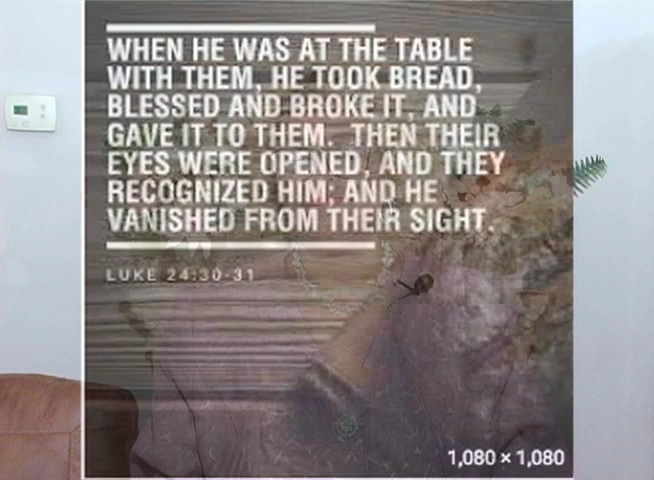 WHEN HE WAS AT THE TABLE
WITH THEM, HE TOOK BREAD,
BLESSED AND BROKE IT, AND
GAVE IT TO THEM. THEN THEIR
EYES WERE OPENED, AND THEY
RECOGNIZED HIM; AND HE
VANISHED FROM THEIR SIGHT.
LUKE 24:30-31
1,080 × 1,080